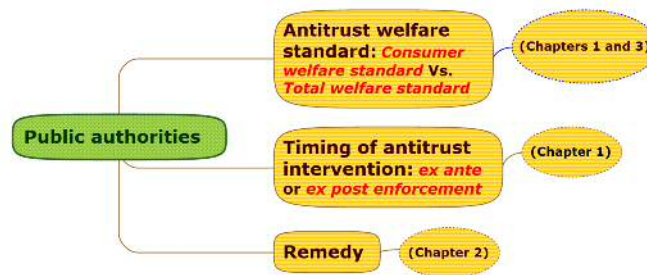 Antitrust welfare
standard: Consumer
welfare standard Vs.
Total welfare standard
(Chapters 1 and 3)
Public authorities
Timing of antitrust
intervention: ex ante
or ex post enforcement
(Chapter 1)
Remedy
(Chapter 2)